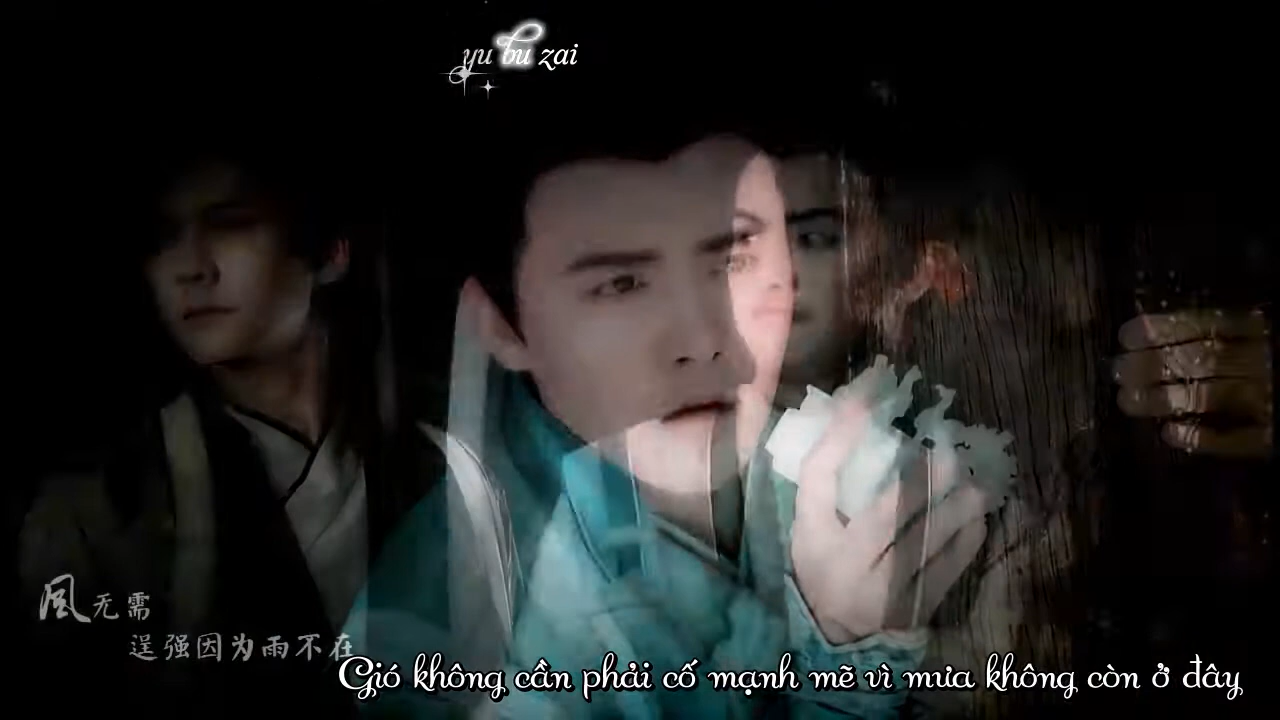 yu bu zai
风无需
逞强因为雨不在
Gió không cần phải cố mạnh mẽ vì mưa không còn ở đây